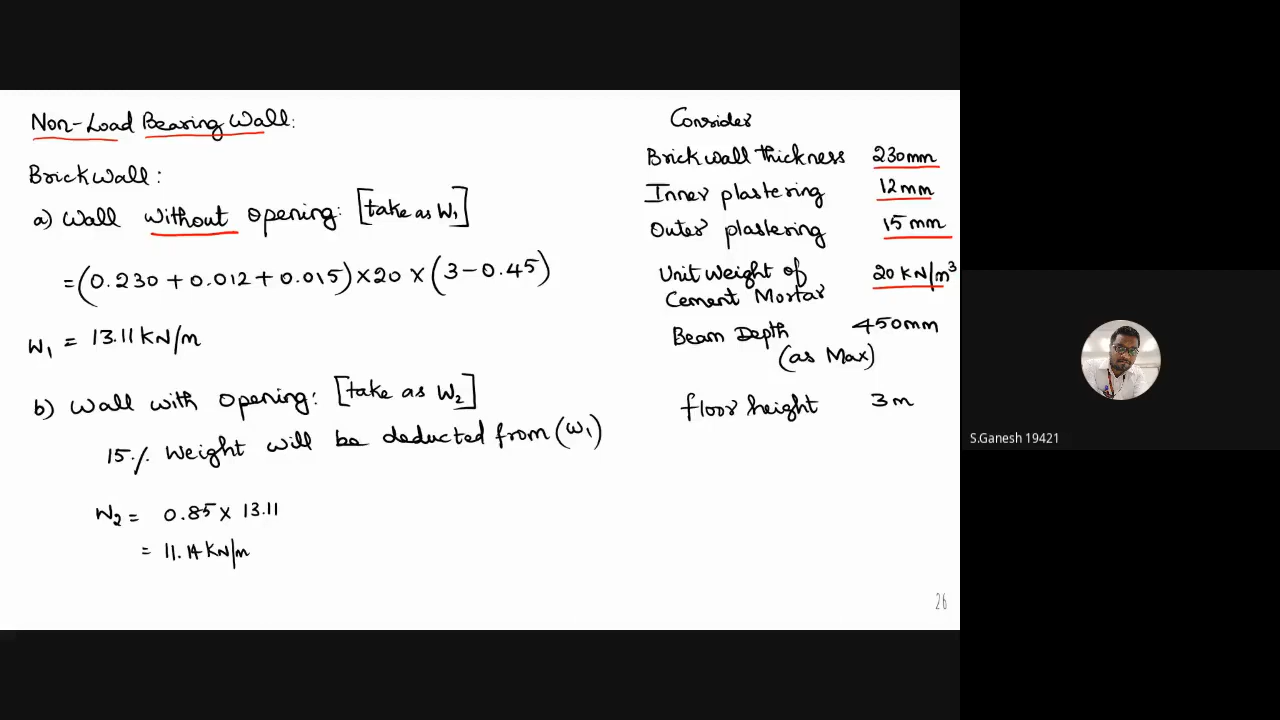 Non-Load Bearing Wall:
Brick Wall:
a) Wall without opening: [take as W1]
= (0.230 + 0.012 + 0.015) × 20 × (3 - 0.45)
W1 = 13.11 KN/m
b) Wall with opening: [take as W2]
15% Weight will be deducted from (W1)
W2 = 0.85 × 13.11
= 11.14 KN/m
Consider
Brick wall thickness 230mm
Inner plastering 12mm
Outer plastering 15mm
Unit Weight of 20 KN/m³
Cement Mortar
Beam Depth 450mm
(as Max)
floor height 3m
26
S.Ganesh 19421